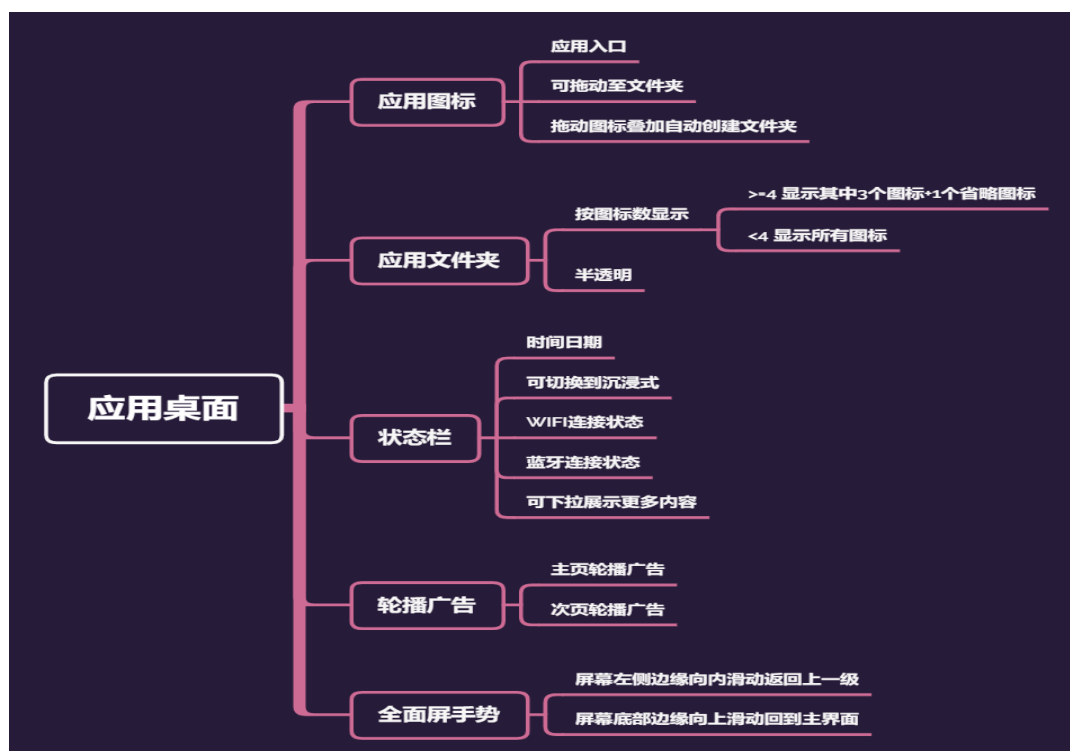 应用桌面
应用图标
应用入口
可拖动至文件夹
拖动图标叠加自动创建文件夹
应用文件夹
按图标数显示
>=4 显示其中3个图标+1个省略图标
<4 显示所有图标
半透明
状态栏
时间日期
可切换到沉浸式
WIFI连接状态
蓝牙连接状态
可下拉展示更多内容
轮播广告
主页轮播广告
次页轮播广告
全面屏手势
屏幕左侧边缘向内滑动返回上一级
屏幕底部边缘向上滑动回到主界面